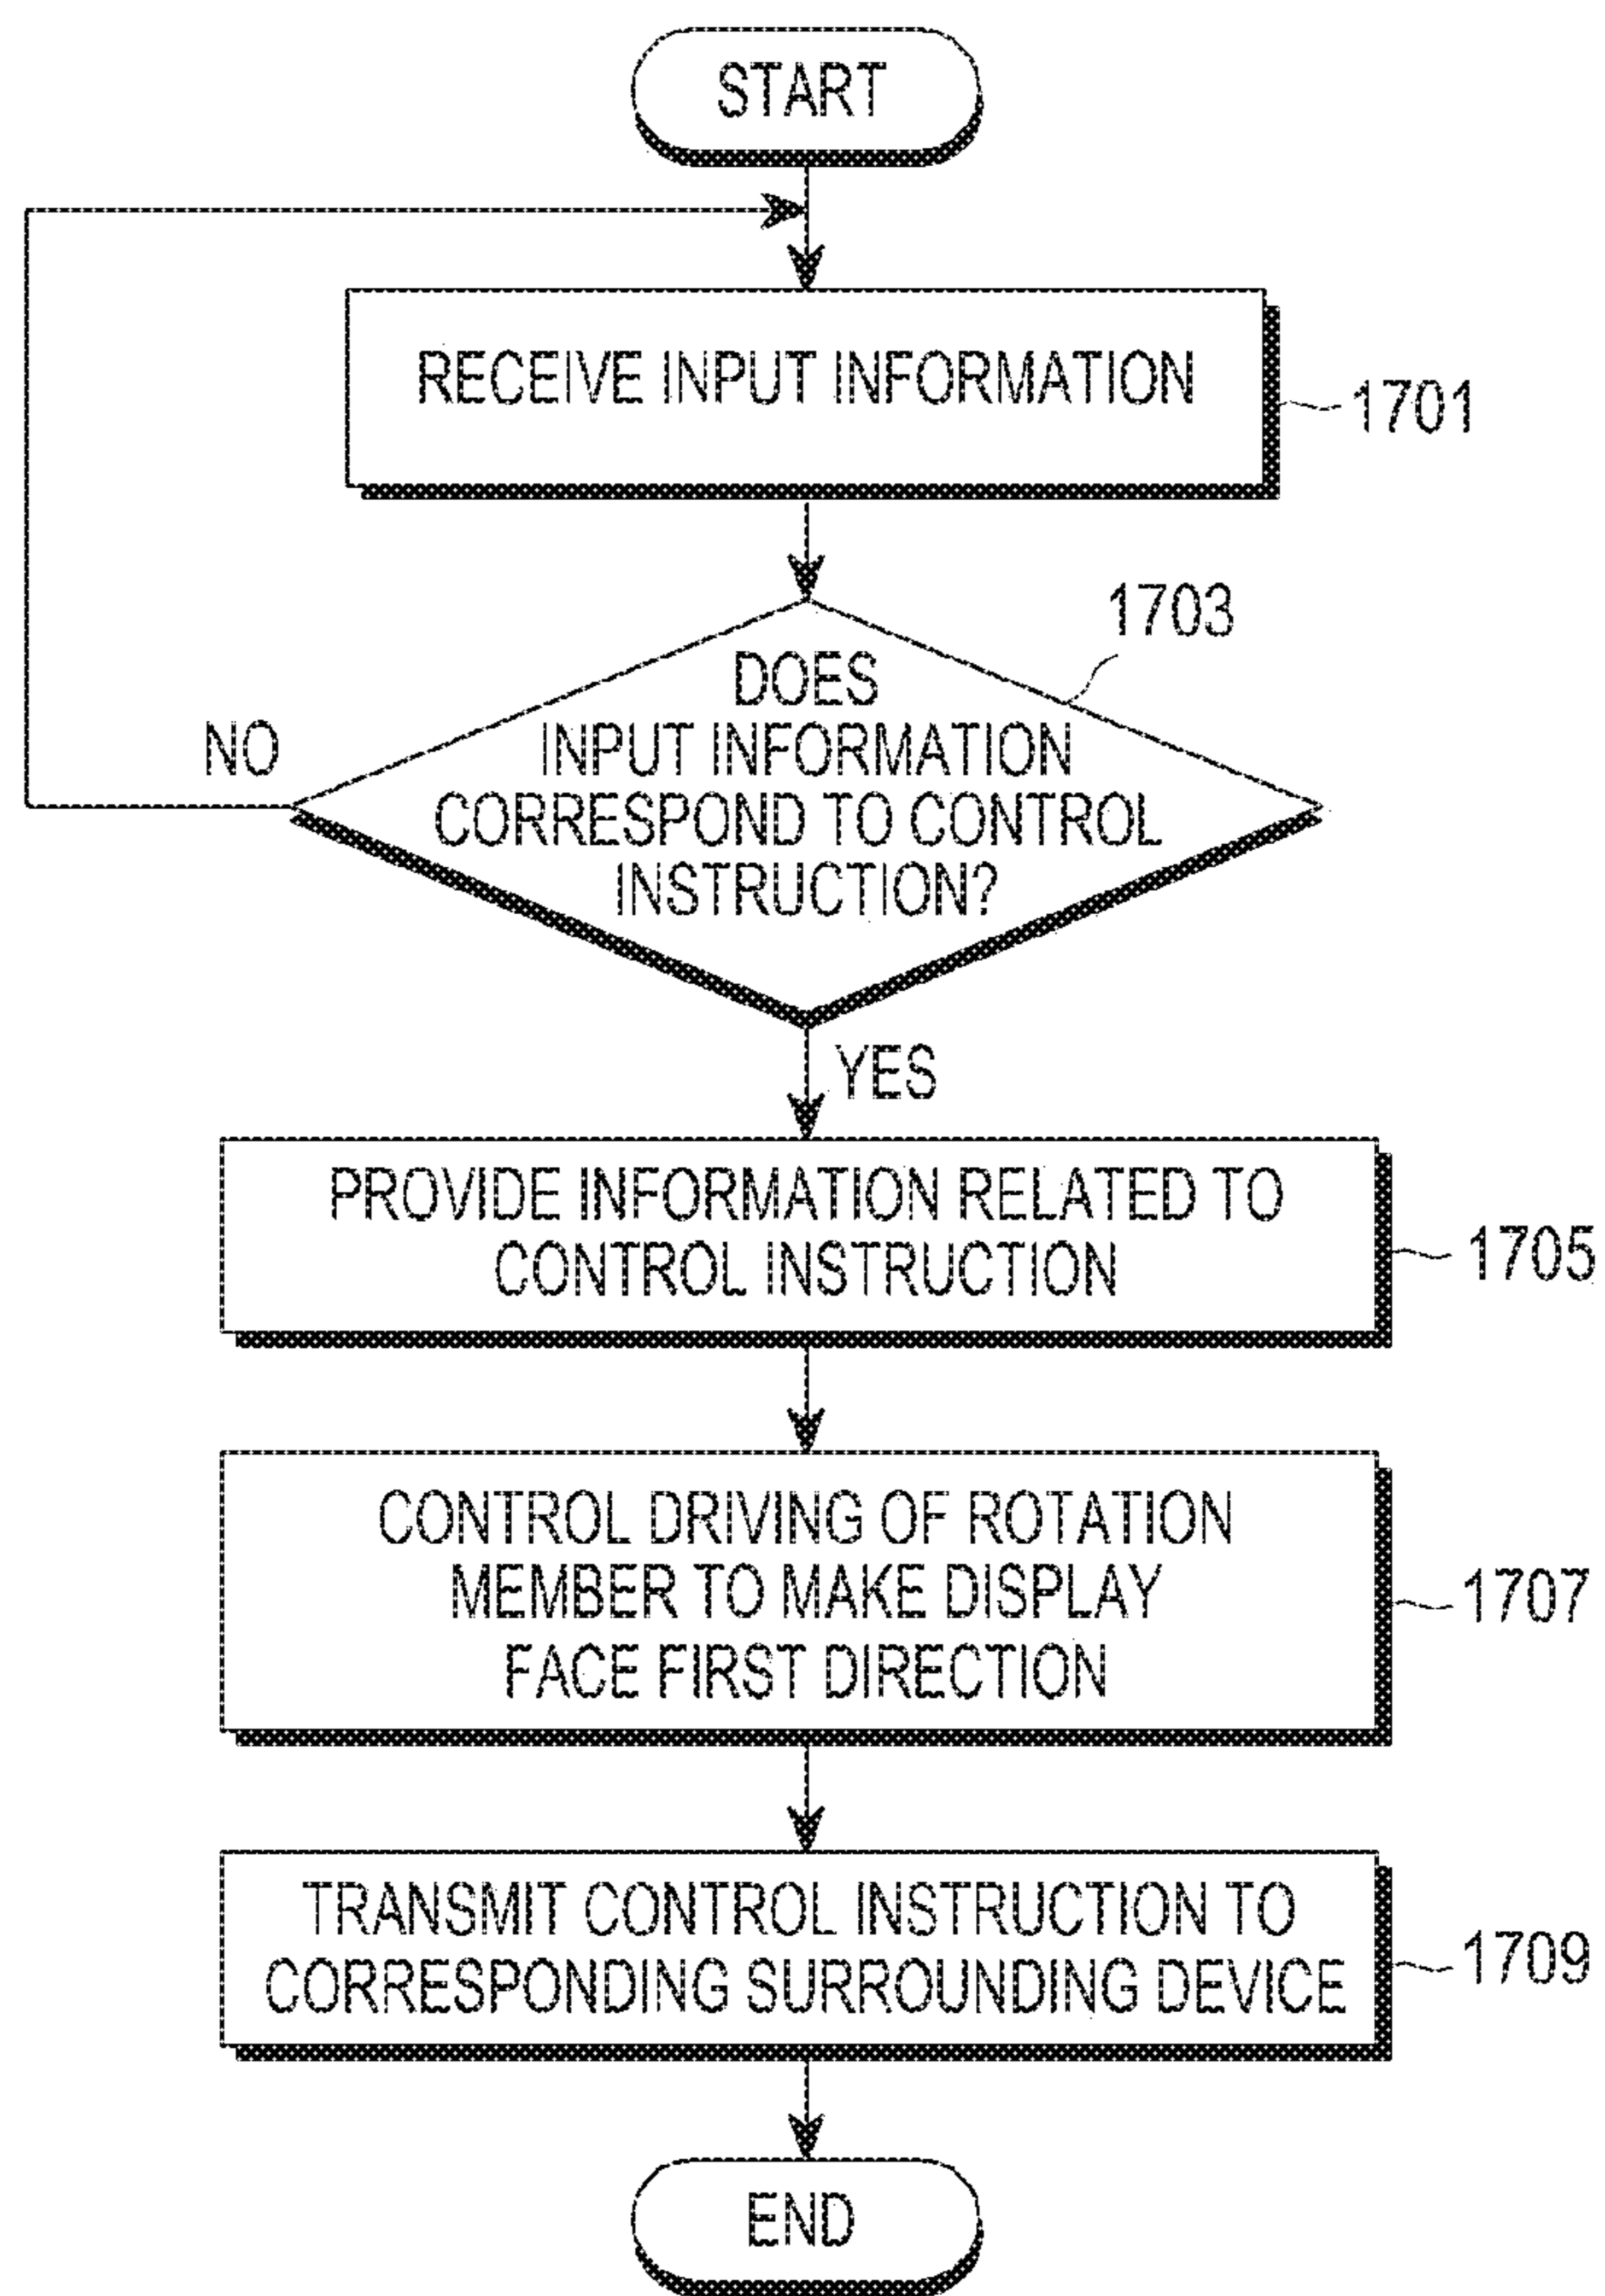 START
RECEIVE INPUT INFORMATION
1701
1703
DOES
INPUT INFORMATION
CORRESPOND TO CONTROL
INSTRUCTION?
NO
YES
PROVIDE INFORMATION RELATED TO
CONTROL INSTRUCTION
1705
CONTROL DRIVING OF ROTATION
MEMBER TO MAKE DISPLAY
FACE FIRST DIRECTION
1707
TRANSMIT CONTROL INSTRUCTION TO
CORRESPONDING SURROUNDING DEVICE
1709
END